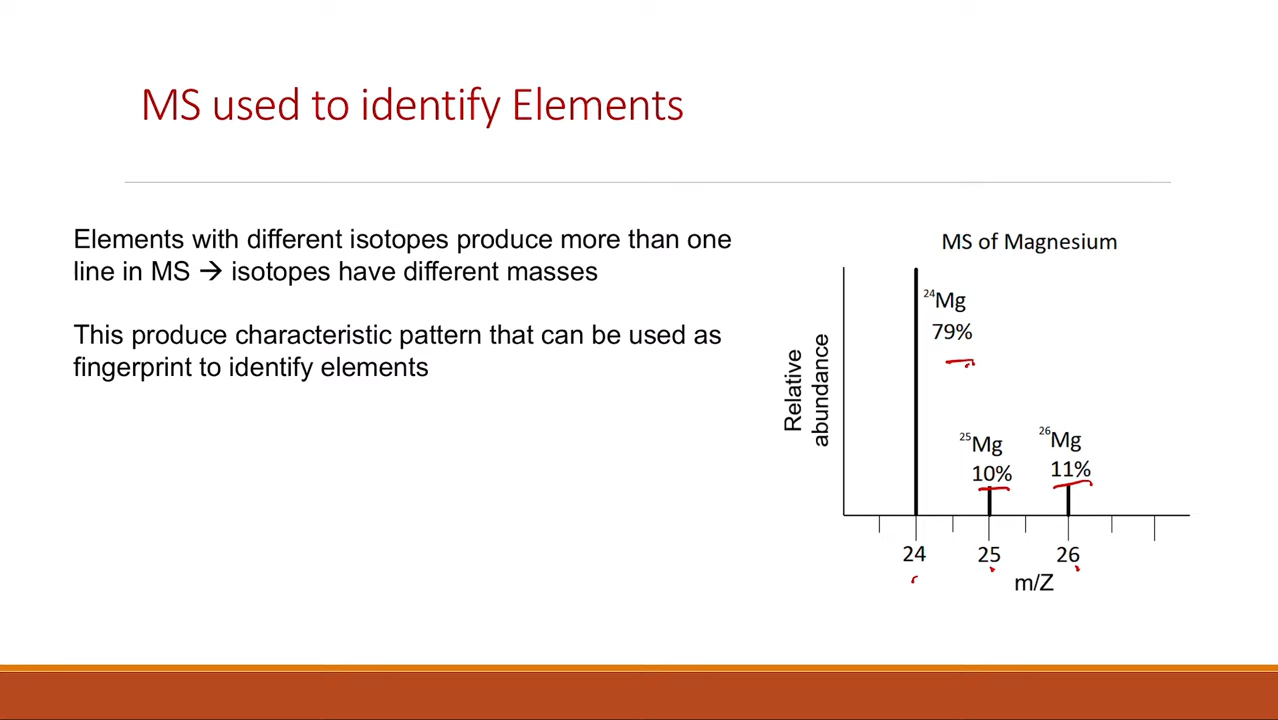 MS used to identify Elements
Elements with different isotopes produce more than one
line in MS → isotopes have different masses
This produce characteristic pattern that can be used as
fingerprint to identify elements
MS of Magnesium
Relative
abundance
²⁴Mg
79%
²⁵Mg
10%
²⁶Mg
11%
24 25 26
m/Z